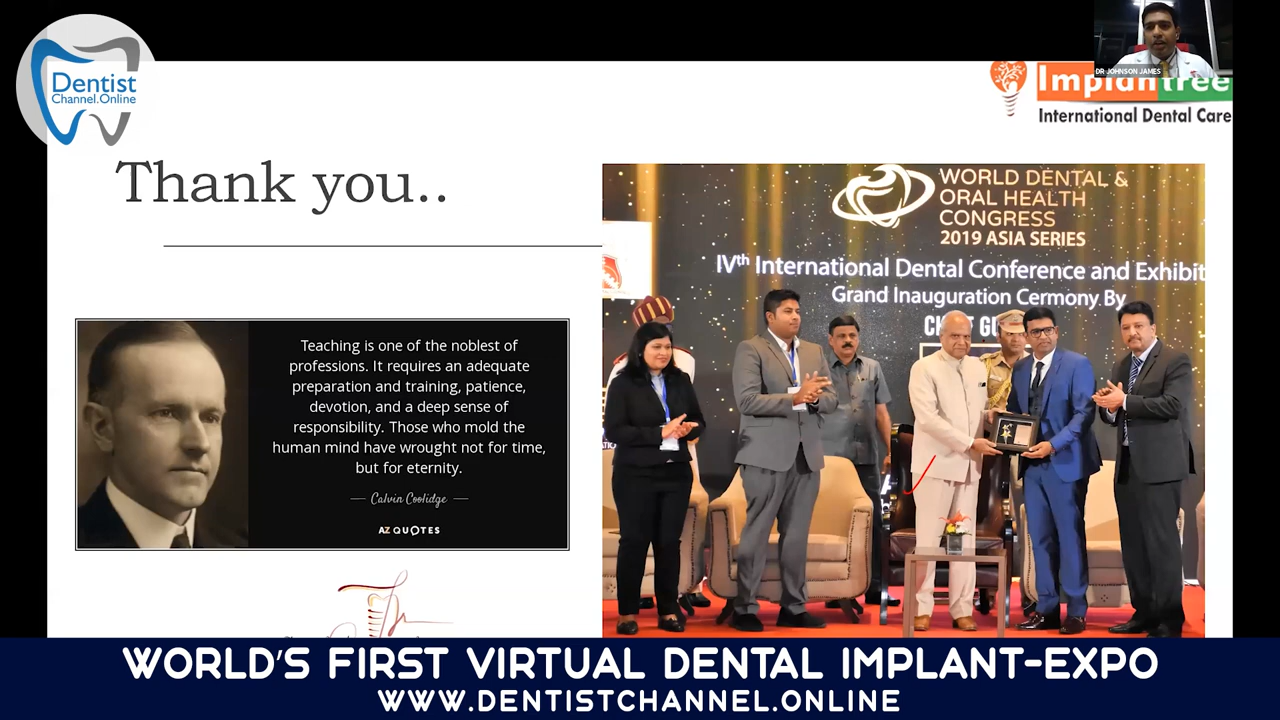 Dentist
Channel.Online
DR JOHNSON JAMES
Implantree
International Dental Care
Thank you..
WORLD DENTAL &
ORAL HEALTH
CONGRESS
2019 ASIA SERIES
IVth International Dental Conference and Exhibit
Grand Inauguration Cermony By
Teaching is one of the noblest of
professions. It requires an adequate
preparation and training, patience,
devotion, and a deep sense of
responsibility. Those who mold the
human mind have wrought not for time,
but for eternity.
Calvin Coolidge
AZ QUOTES
WORLD'S FIRST VIRTUAL DENTAL IMPLANT-EXPO
WWW.DENTISTCHANNEL.ONLINE